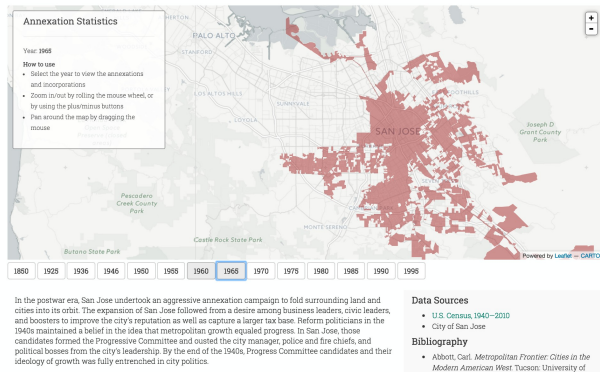 Annexation Statistics
Year 1965
How to use
Select the year to view the annexations
and incorporations
Zoom in/out by rolling the mouse wheel, or
by using the plus/minus buttons
Pan around the map by dragging the
mouse
PALO ALTO
STANFORD
LOS ALTOS HILLS
SUNNYVALE
LOYOLA
SAN JOSE
Joseph D
Grant County
Park
Pescadero
Creek County
Park
MONTE SERENO
Castle Rock State Park
Butano State Park
+
-
Powered by Leaflet — CARTO
1850 1925 1936 1946 1950 1955 1960 1965 1970 1975 1980 1985 1990 1995
In the postwar era, San Jose undertook an aggressive annexation campaign to fold surrounding land and
cities into its orbit. The expansion of San Jose followed from a desire among business leaders, civic leaders,
and boosters to improve the city's reputation as well as capture a larger tax base. Reform politicians in the
1940s maintained a belief in the idea that metropolitan growth equaled progress. In San Jose, those
candidates formed the Progressive Committee and ousted the city manager, police and fire chiefs, and
political bosses from the city's leadership. By the end of the 1940s, Progress Committee candidates and their
ideology of growth was fully entrenched in city politics.
Data Sources
U.S. Census, 1940–2010
City of San Jose
Bibliography
Abbott, Carl. Metropolitan Frontier: Cities in the
Modern American West. Tucson: University of